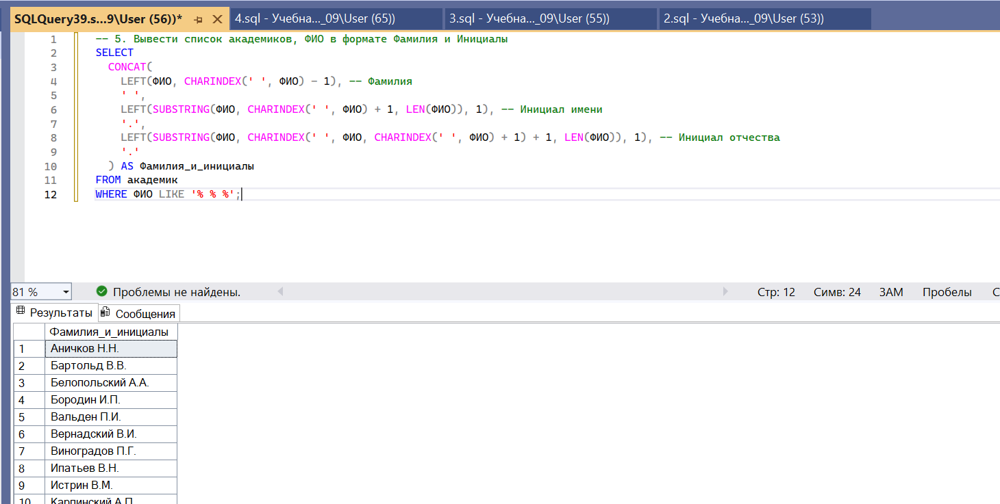 SQLQuery39.s...9\User (56))*
4.sql - Учебна..._09\User (65))
3.sql - Учебна..._09\User (55))
2.sql - Учебна..._09\User (53))
1 -- 5. Вывести список академиков, ФИО в формате Фамилия и Инициалы
2 SELECT
3 CONCAT(
4 LEFT(ФИО, CHARINDEX(' ', ФИО) - 1), -- Фамилия
5 ' ',
6 LEFT(SUBSTRING(ФИО, CHARINDEX(' ', ФИО) + 1, LEN(ФИО)), 1), -- Инициал имени
7 '.',
8 LEFT(SUBSTRING(ФИО, CHARINDEX(' ', ФИО, CHARINDEX(' ', ФИО) + 1) + 1, LEN(ФИО)), 1), -- Инициал отчества
9 '.'
10 ) AS Фамилия_и_инициалы
11 FROM академик
12 WHERE ФИО LIKE '% % %';
81 % Проблемы не найдены. Стр: 12 Симв: 24 ЗАМ Пробелы
Результаты Сообщения
Фамилия_и_инициалы
1 Аничков Н.Н.
2 Бартольд В.В.
3 Белопольский А.А.
4 Бородин И.П.
5 Вальден П.И.
6 Вернадский В.И.
7 Виноградов П.Г.
8 Ипатьев В.Н.
9 Истрин В.М.
10 Карпинский А.П.